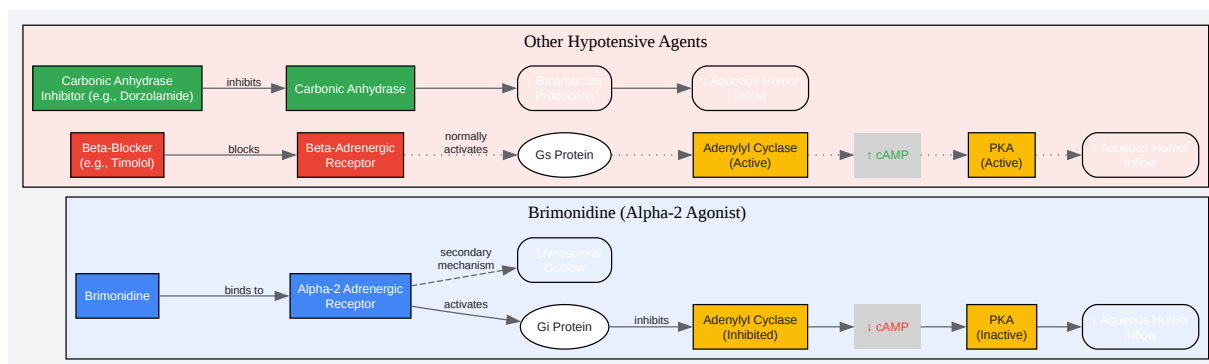 Other Hypotensive Agents
Carbonic Anhydrase
Inhibitor (e.g., Dorzolamide)
inhibits
Carbonic Anhydrase
↓ Bicarbonate
Production
↓ Aqueous Humor
Inflow
Beta-Blocker
(e.g., Timolol)
blocks
Beta-Adrenergic
Receptor
normally
activates
Gs Protein
Adenylyl Cyclase
(Active)
↑ cAMP
PKA
(Active)
Aqueous Humor
Inflow
Brimonidine (Alpha-2 Agonist)
Brimonidine
binds to
Alpha-2 Adrenergic
Receptor
secondary
mechanism
↑ Uveoscleral
Outflow
activates
Gi Protein
inhibits
Adenylyl Cyclase
(Inhibited)
↓ cAMP
PKA
(Inactive)
↓ Aqueous Humor
Inflow